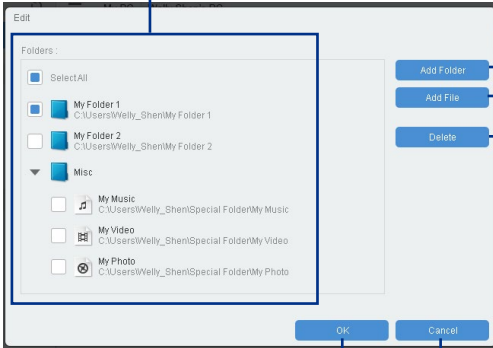 Edit
Folders :
SelectAll
My Folder 1
C:\Users\Welly_Shen\My Folder 1
My Folder 2
C:\Users\Welly_Shen\My Folder 2
Misc
My Music
C:\Users\Welly_Shen\Special Folder\My Music
My Video
C:\Users\Welly_Shen\Special Folder\My Video
My Photo
C:\Users\Welly_Shen\Special Folder\My Photo
Add Folder
Add File
Delete
OK
Cancel